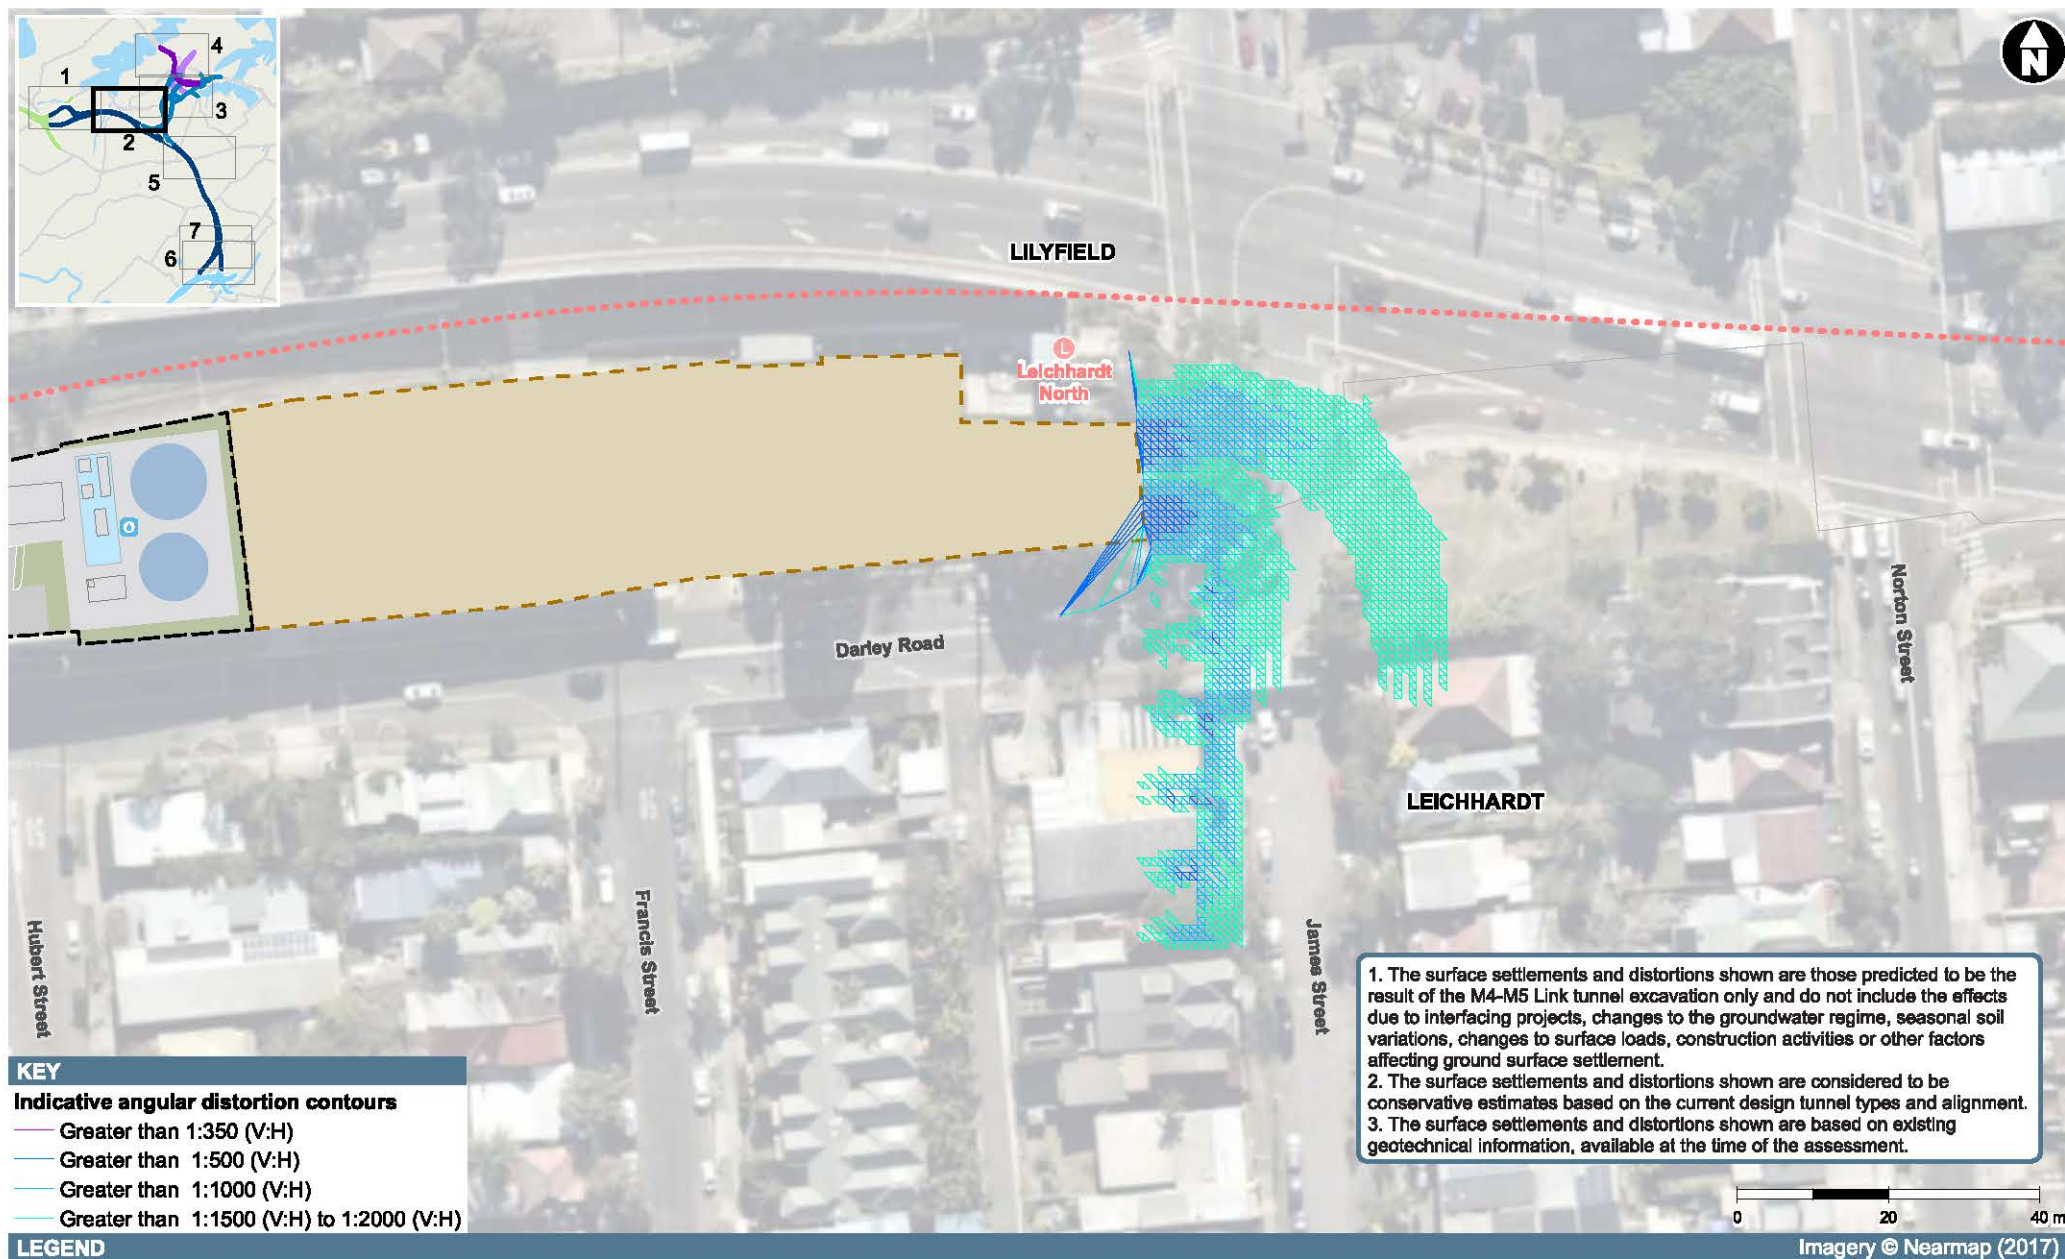 4
1
3
2
5
7
6
N
LILYFIELD
L
Leichhardt
North
Darley Road
Norton Street
LEICHHARDT
Hubert Street
Francis Street
James Street
1. The surface settlements and distortions shown are those predicted to be the
result of the M4-M5 Link tunnel excavation only and do not include the effects
due to interfacing projects, changes to the groundwater regime, seasonal soil
variations, changes to surface loads, construction activities or other factors
affecting ground surface settlement.
2. The surface settlements and distortions shown are considered to be
conservative estimates based on the current design tunnel types and alignment.
3. The surface settlements and distortions shown are based on existing
geotechnical information, available at the time of the assessment.
KEY
Indicative angular distortion contours
Greater than 1:350 (V:H)
Greater than 1:500 (V:H)
Greater than 1:1000 (V:H)
Greater than 1:1500 (V:H) to 1:2000 (V:H)
0 20 40 m
LEGEND
Imagery © Nearmap (2017)